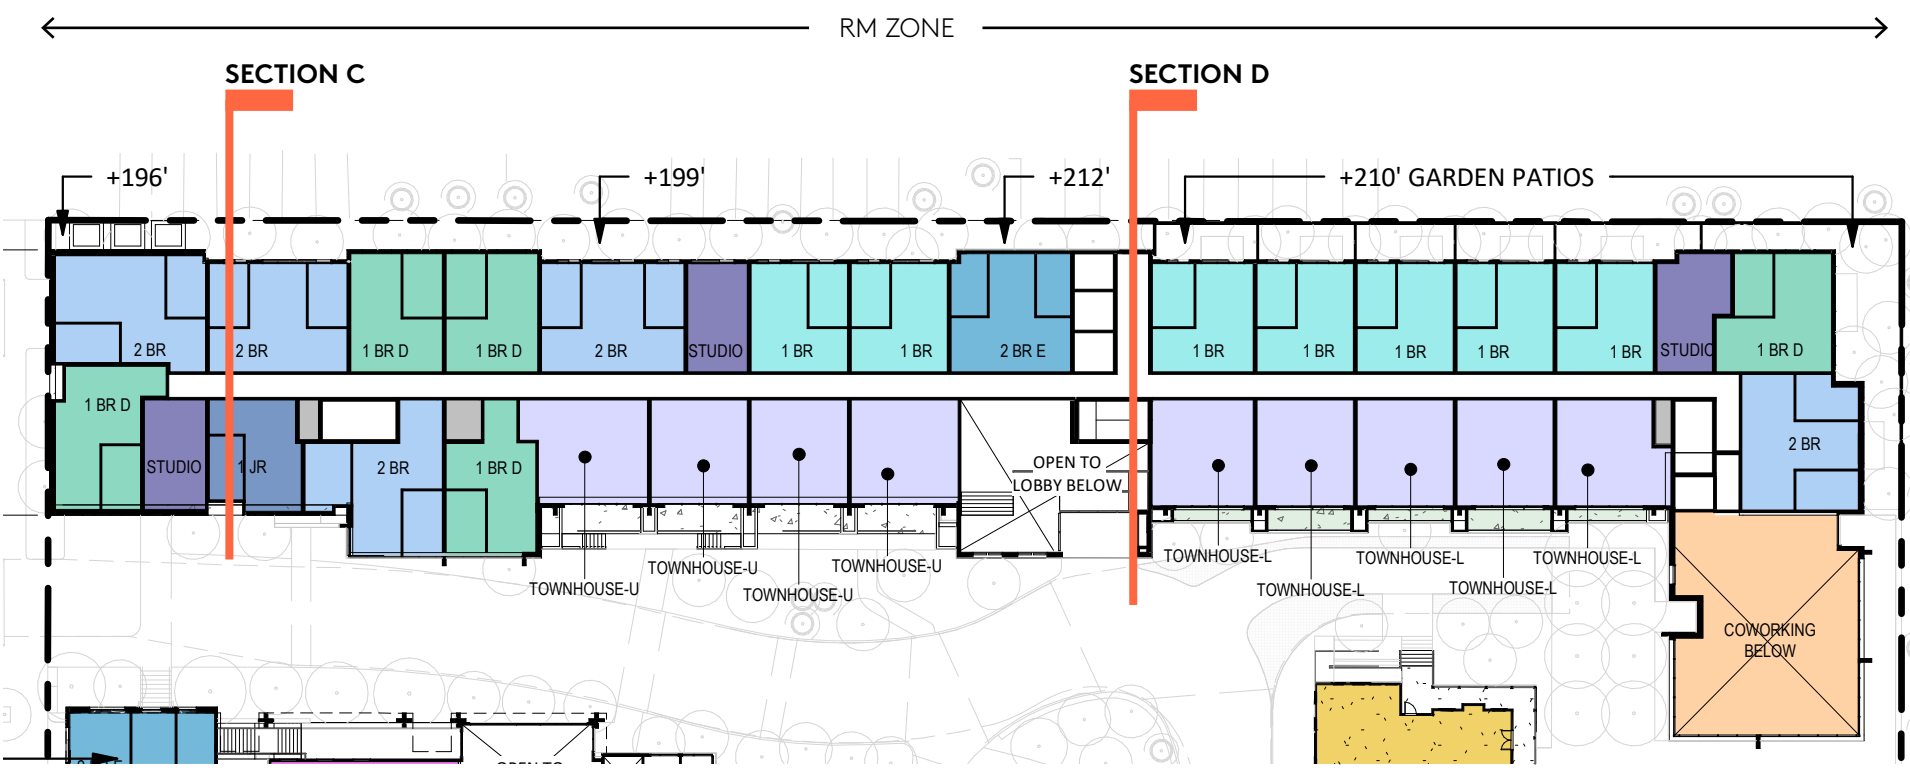 RM ZONE
SECTION C
SECTION D
+196'
+199'
+212'
+210' GARDEN PATIOS
2 BR
2 BR
1 BR D
1 BR D
2 BR
STUDIO
1 BR
1 BR
2 BR E
1 BR
1 BR
1 BR
1 BR
1 BR
STUDIO
1 BR D
1 BR D
STUDIO
1 JR
2 BR
1 BR D
OPEN TO
LOBBY BELOW
2 BR
TOWNHOUSE-U
TOWNHOUSE-U
TOWNHOUSE-U
TOWNHOUSE-U
TOWNHOUSE-L
TOWNHOUSE-L
TOWNHOUSE-L
TOWNHOUSE-L
TOWNHOUSE-L
COWORKING
BELOW
OPEN TO